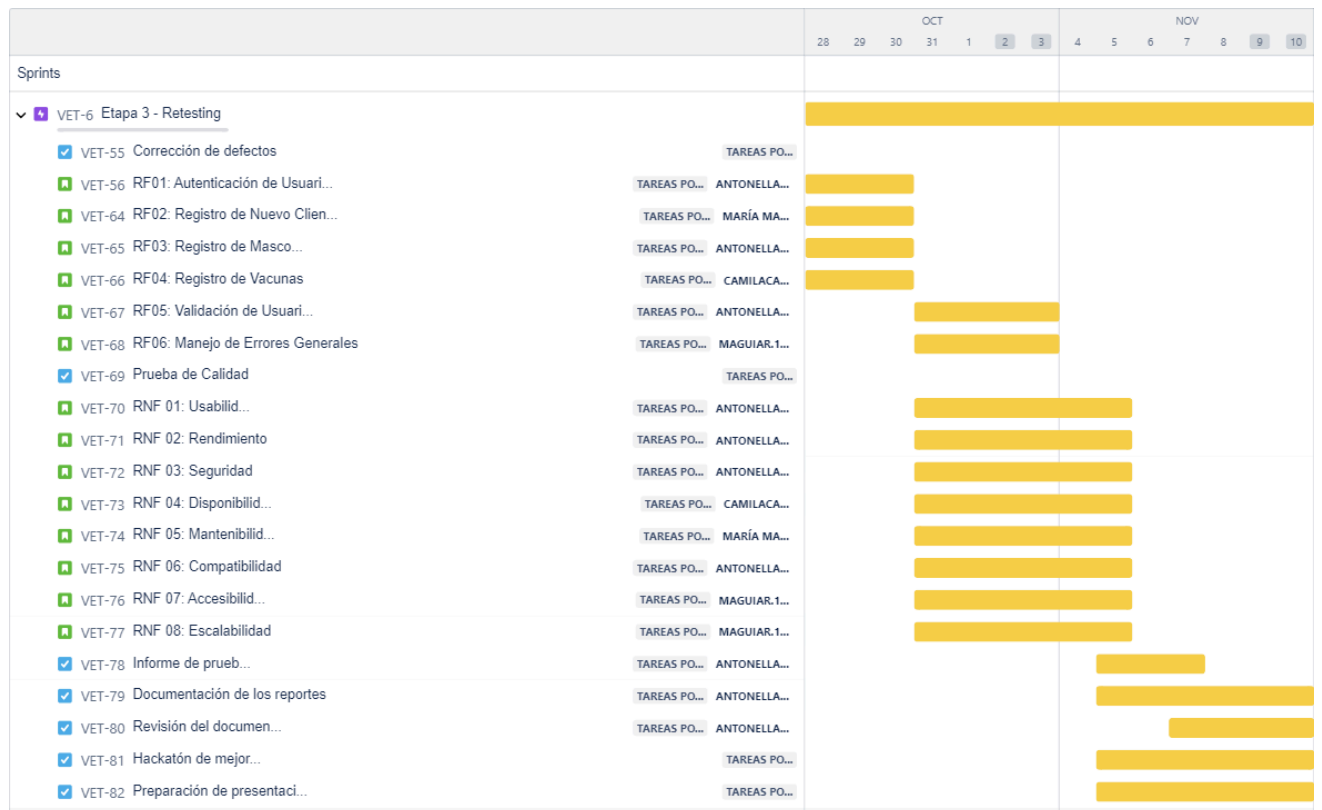 OCT NOV
28 29 30 31 1 2 3 4 5 6 7 8 9 10
Sprints
VET-6 Etapa 3 - Retesting
VET-55 Corrección de defectos TAREAS PO...
VET-56 RF01: Autenticación de Usuari... TAREAS PO... ANTONELLA...
VET-64 RF02: Registro de Nuevo Clien... TAREAS PO... MARÍA MA...
VET-65 RF03: Registro de Masco... TAREAS PO... ANTONELLA...
VET-66 RF04: Registro de Vacunas TAREAS PO... CAMILACA...
VET-67 RF05: Validación de Usuari... TAREAS PO... ANTONELLA...
VET-68 RF06: Manejo de Errores Generales TAREAS PO... MAGUIAR.1...
VET-69 Prueba de Calidad TAREAS PO...
VET-70 RNF 01: Usabilid... TAREAS PO... ANTONELLA...
VET-71 RNF 02: Rendimiento TAREAS PO... ANTONELLA...
VET-72 RNF 03: Seguridad TAREAS PO... ANTONELLA...
VET-73 RNF 04: Disponibilid... TAREAS PO... CAMILACA...
VET-74 RNF 05: Mantenibilid... TAREAS PO... MARÍA MA...
VET-75 RNF 06: Compatibilidad TAREAS PO... ANTONELLA...
VET-76 RNF 07: Accesibilid... TAREAS PO... MAGUIAR.1...
VET-77 RNF 08: Escalabilidad TAREAS PO... MAGUIAR.1...
VET-78 Informe de prueb... TAREAS PO... ANTONELLA...
VET-79 Documentación de los reportes TAREAS PO... ANTONELLA...
VET-80 Revisión del documen... TAREAS PO... ANTONELLA...
VET-81 Hackatón de mejor... TAREAS PO...
VET-82 Preparación de presentaci... TAREAS PO...